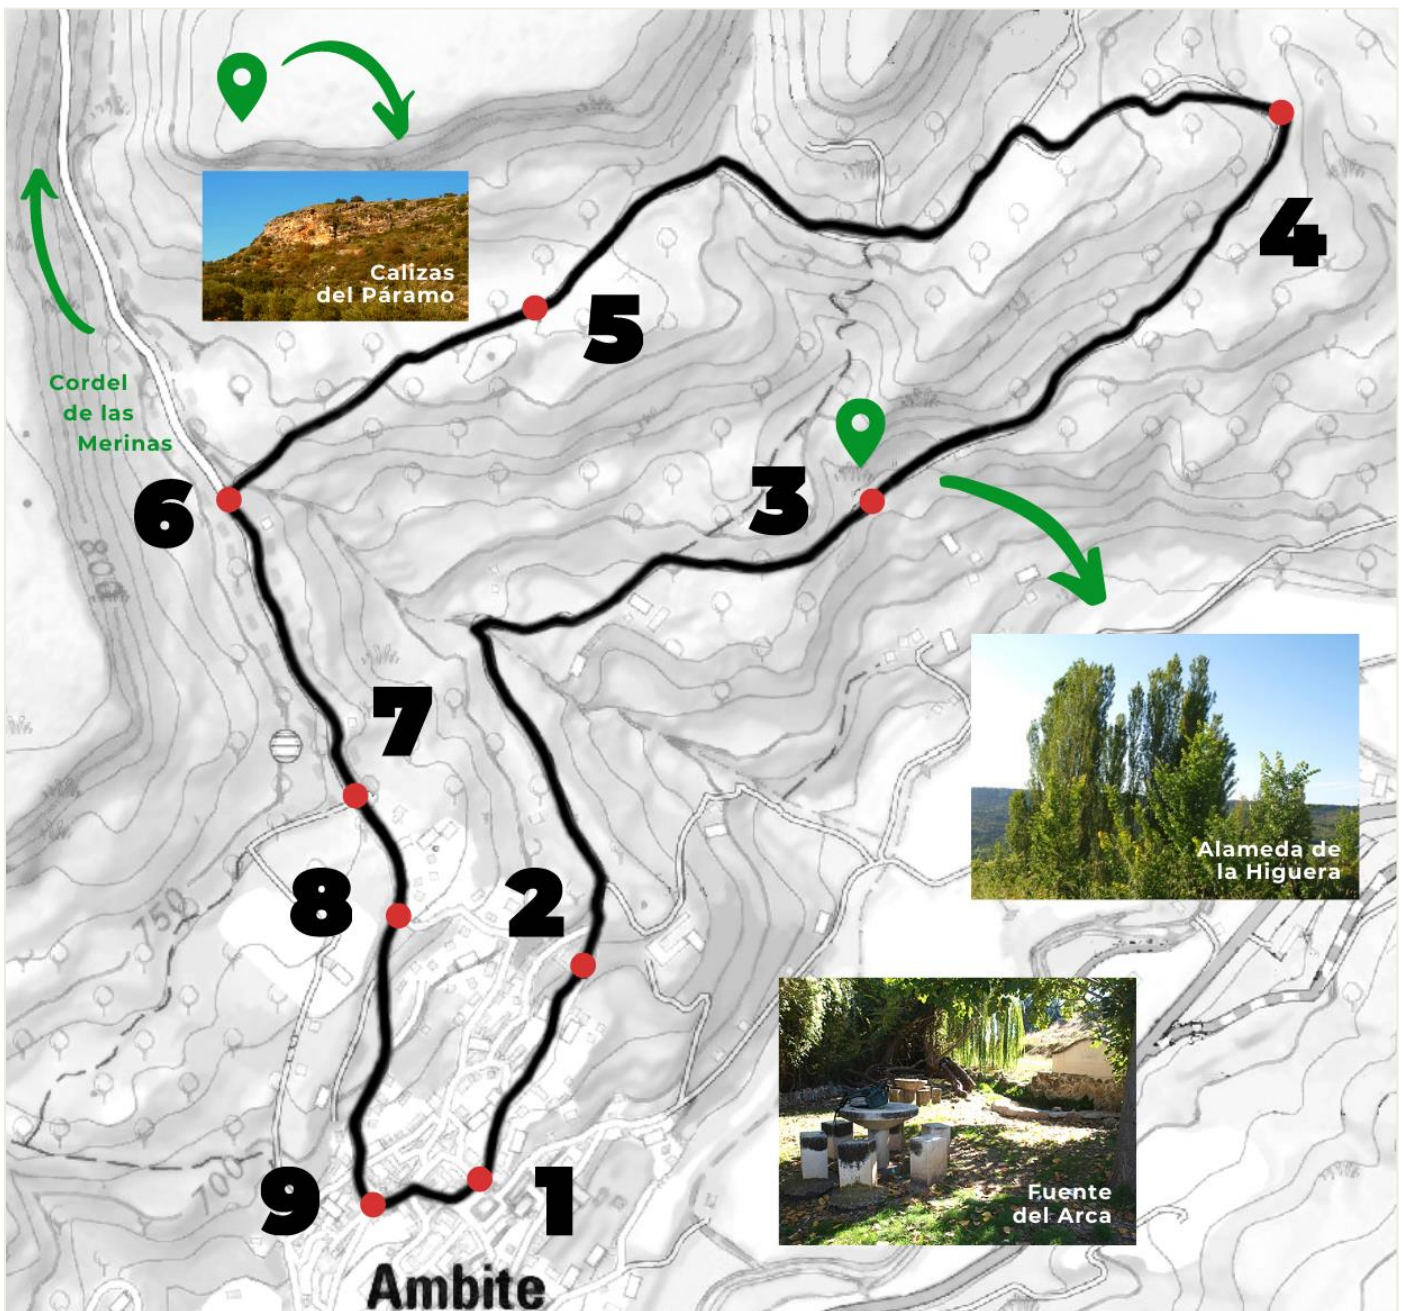 Calizas
del Páramo
4
5
Cordel
de las
Merinas
3
6
800
7
Alameda de
la Higuera
8
2
750
9
700
1
Fuente
del Arca
Ambite